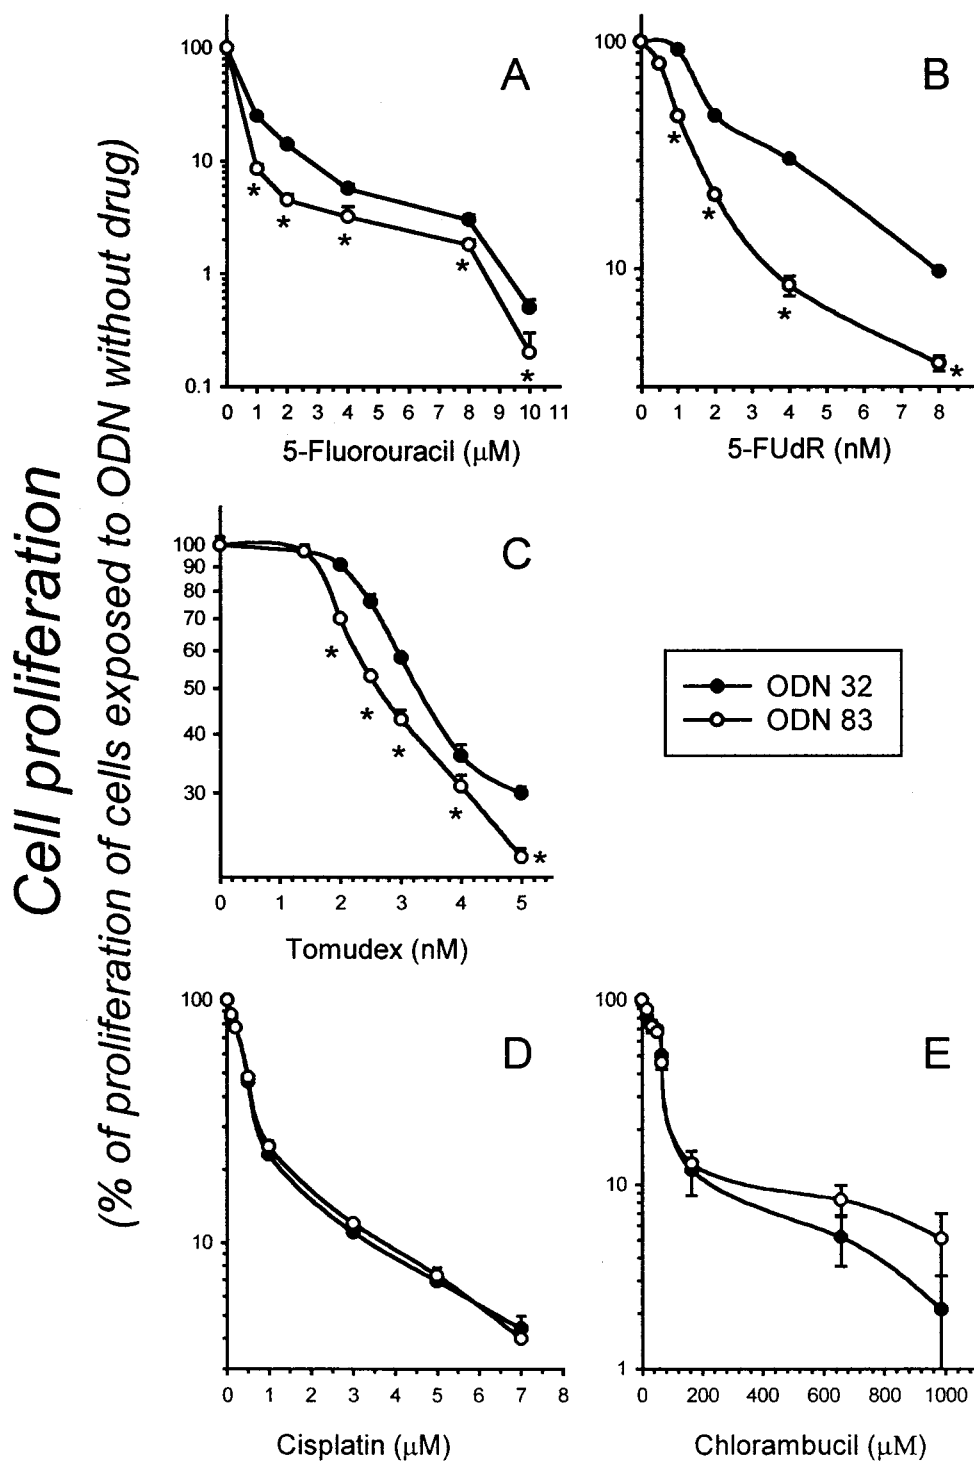 Cell proliferation
(% of proliferation of cells exposed to ODN without drug)
A
100
10
1
0.1
0 1 2 3 4 5 6 7 8 9 10 11
5-Fluorouracil (μM)
* * * * *
B
100
10
0 1 2 3 4 5 6 7 8
5-FUdR (nM)
* * * *
C
100
90
80
70
60
50
40
30
0 1 2 3 4 5
Tomudex (nM)
* * * * *
ODN 32
ODN 83
D
100
10
0 1 2 3 4 5 6 7 8
Cisplatin (μM)
E
100
10
1
0 200 400 600 800 1000
Chlorambucil (μM)